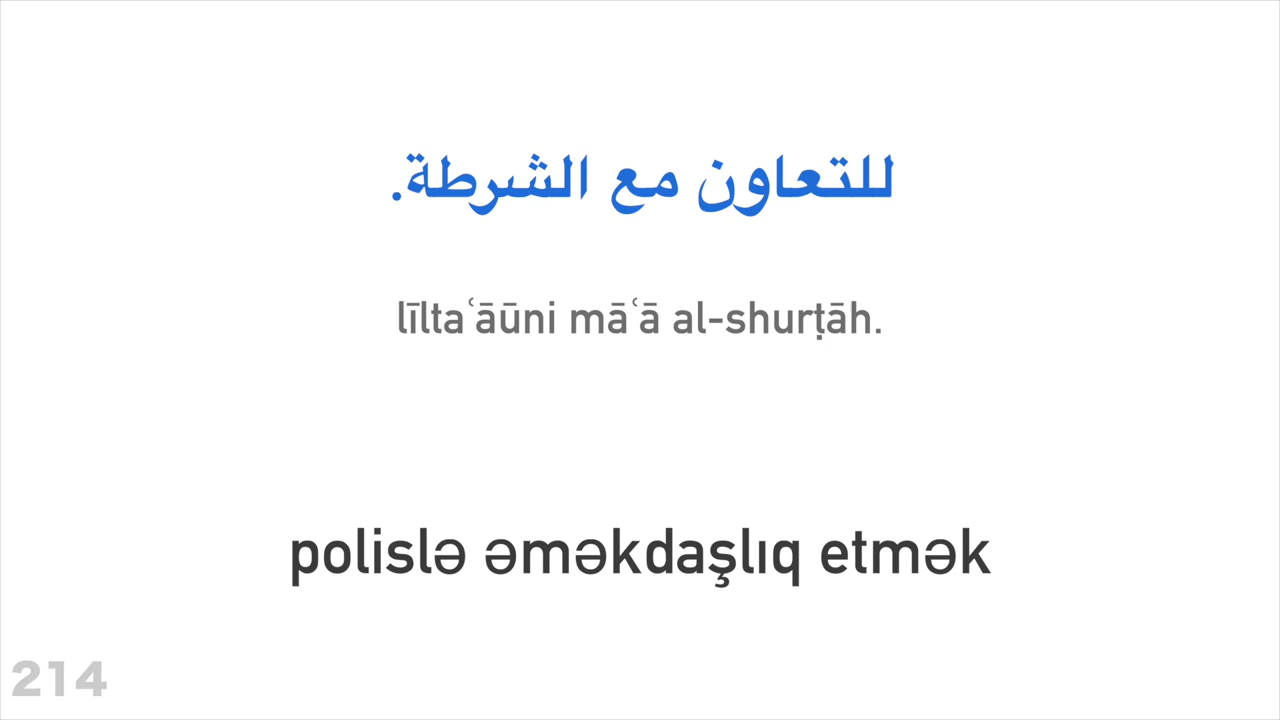 للتعاون مع الشرطة.
līltaʿāūni māʿā al-shurṭāh.
polislə əməkdaşlıq etmək
214